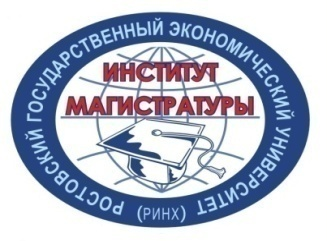 РОСТОВСКИЙ ГОСУДАРСТВЕННЫЙ ЭКОНОМИЧЕСКИЙ УНИВЕРСИТЕТ
(РИНХ)
ИНСТИТУТ
МАГИСТРАТУРЫ